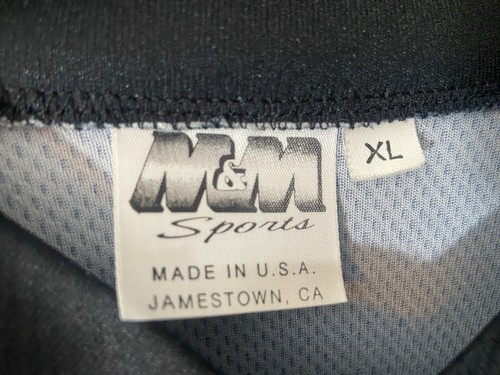 M&M
Sports
MADE IN U.S.A.
JAMESTOWN, CA
XL